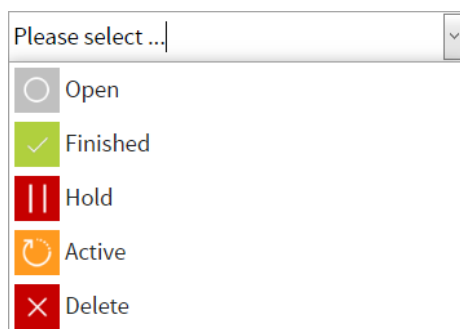 Please select ...
Open
Finished
Hold
Active
Delete